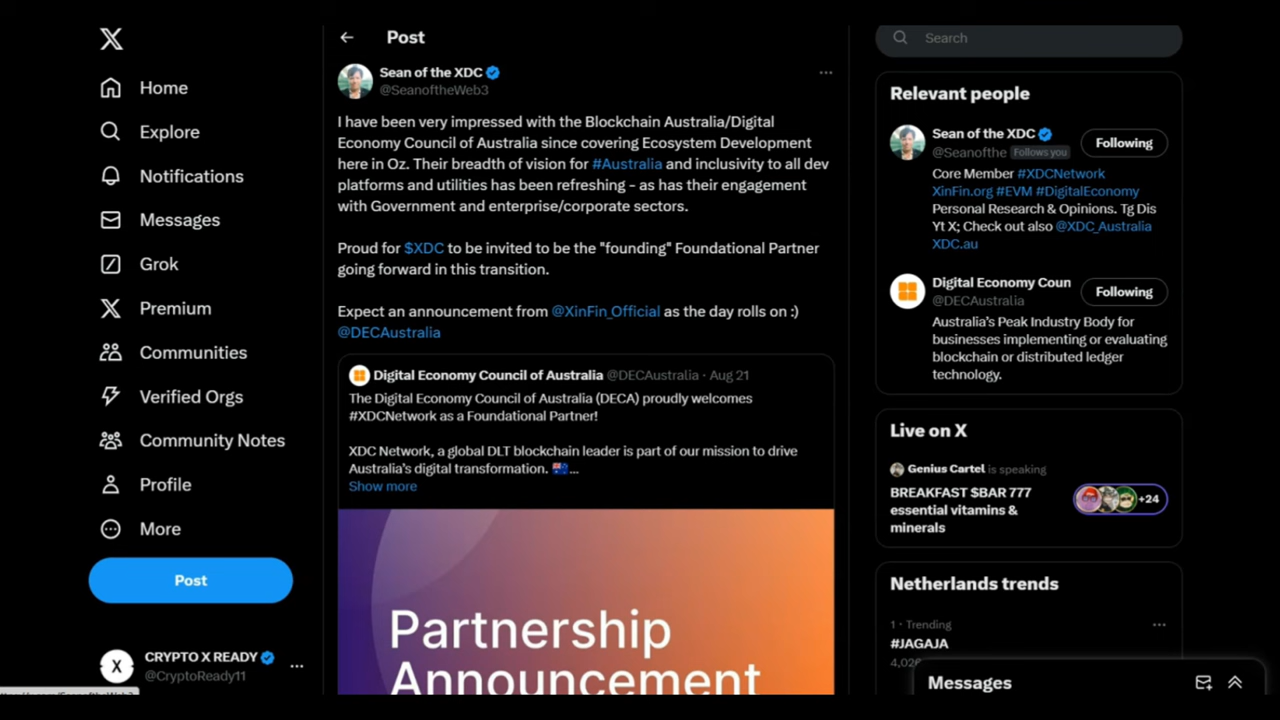 Home
Explore
Notifications
Messages
Grok
Premium
Communities
Verified Orgs
Community Notes
Profile
More
Post
CRYPTO X READY
@CryptoReady11
Post
Sean of the XDC
@SeanoftheWeb3
I have been very impressed with the Blockchain Australia/Digital
Economy Council of Australia since covering Ecosystem Development
here in Oz. Their breadth of vision for #Australia and inclusivity to all dev
platforms and utilities has been refreshing - as has their engagement
with Government and enterprise/corporate sectors.
Proud for $XDC to be invited to be the "founding" Foundational Partner
going forward in this transition.
Expect an announcement from @XinFin_Official as the day rolls on :)
@DECAustralia
Digital Economy Council of Australia @DECAustralia · Aug 21
The Digital Economy Council of Australia (DECA) proudly welcomes
#XDCNetwork as a Foundational Partner!
XDC Network, a global DLT blockchain leader is part of our mission to drive
Australia's digital transformation. 🇦🇺...
Show more
Partnership
Announcement
Search
Relevant people
Sean of the XDC
@Seanofthe Follows you
Following
Core Member #XDCNetwork
XinFin.org #EVM #DigitalEconomy
Personal Research & Opinions. Tg Dis
Yt X; Check out also @XDC_Australia
XDC.au
Digital Economy Coun
@DECAustralia
Following
Australia's Peak Industry Body for
businesses implementing or evaluating
blockchain or distributed ledger
technology.
Live on X
Genius Cartel is speaking
BREAKFAST $BAR 777
essential vitamins &
minerals
+24
Netherlands trends
1 · Trending
#JAGAJA
Messages